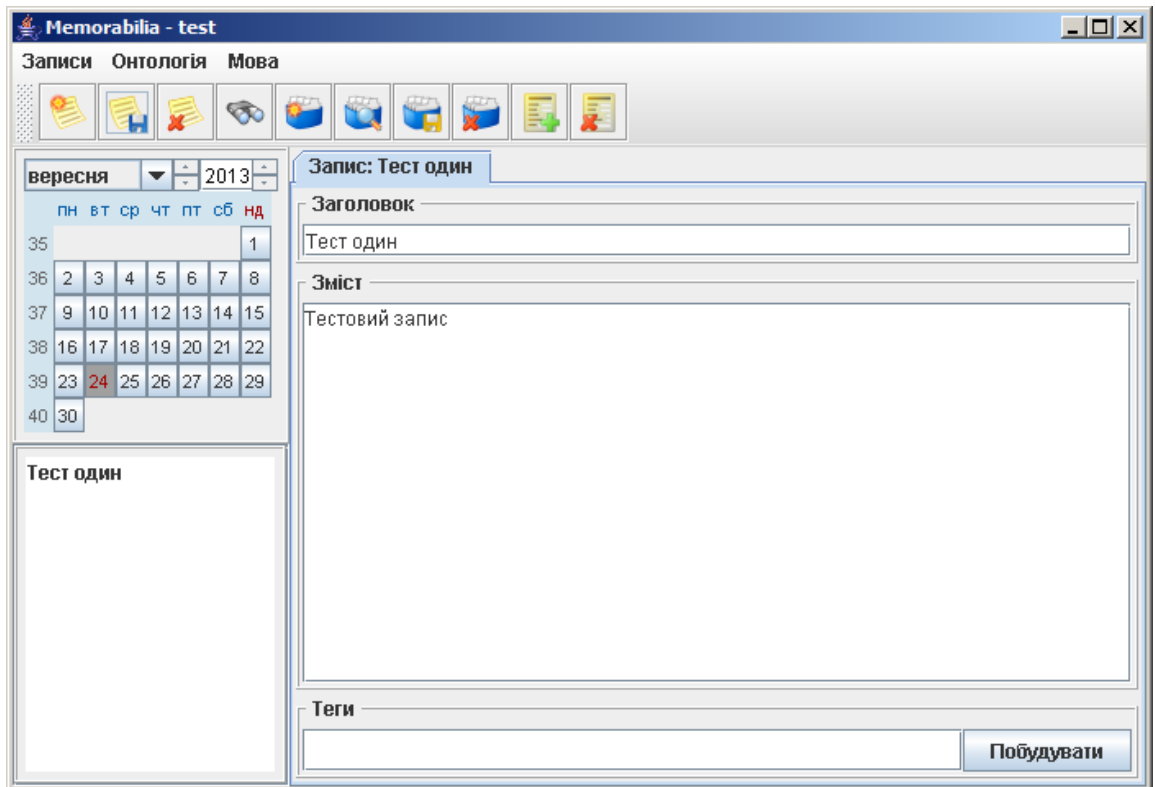 Memorabilia - test
Записи Онтологія Мова
вересня 2013
пн вт ср чт пт сб нд
35 1
36 2 3 4 5 6 7 8
37 9 10 11 12 13 14 15
38 16 17 18 19 20 21 22
39 23 24 25 26 27 28 29
40 30
Тест один
Запис: Тест один
Заголовок
Тест один
Зміст
Тестовий запис
Теги
Побудувати